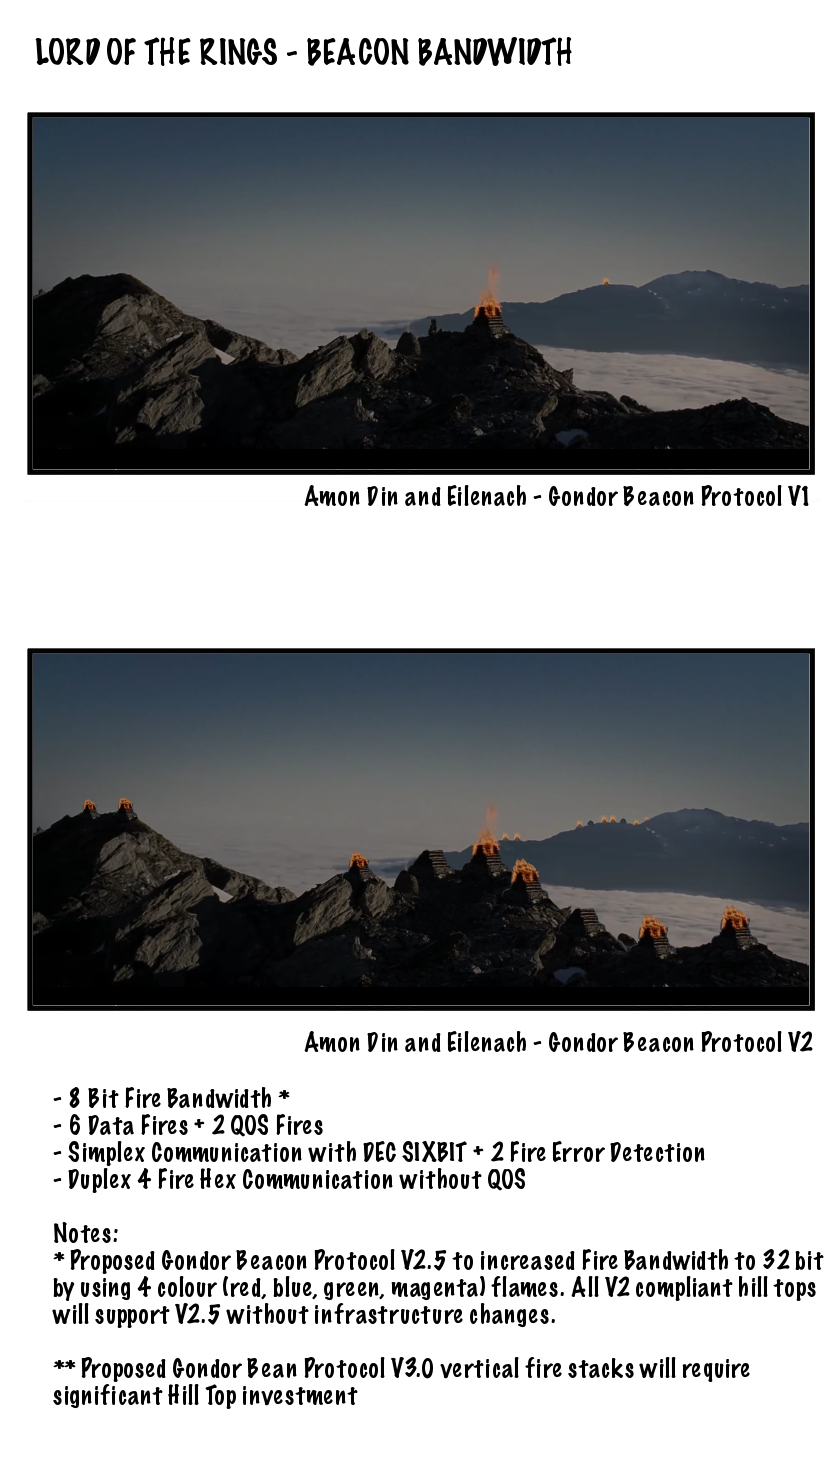 LORD OF THE RINGS - BEACON BANDWIDTH
Amon Din and Eilenach - Gondor Beacon Protocol V1
Amon Din and Eilenach - Gondor Beacon Protocol V2
- 8 Bit Fire Bandwidth *
- 6 Data Fires + 2 QOS Fires
- Simplex Communication with DEC SIXBIT + 2 Fire Error Detection
- Duplex 4 Fire Hex Communication without QOS
Notes:
* Proposed Gondor Beacon Protocol V2.5 to increased Fire Bandwidth to 32 bit
by using 4 colour (red, blue, green, magenta) flames. All V2 compliant hill tops
will support V2.5 without infrastructure changes.
** Proposed Gondor Bean Protocol V3.0 vertical fire stacks will require
significant Hill Top investment